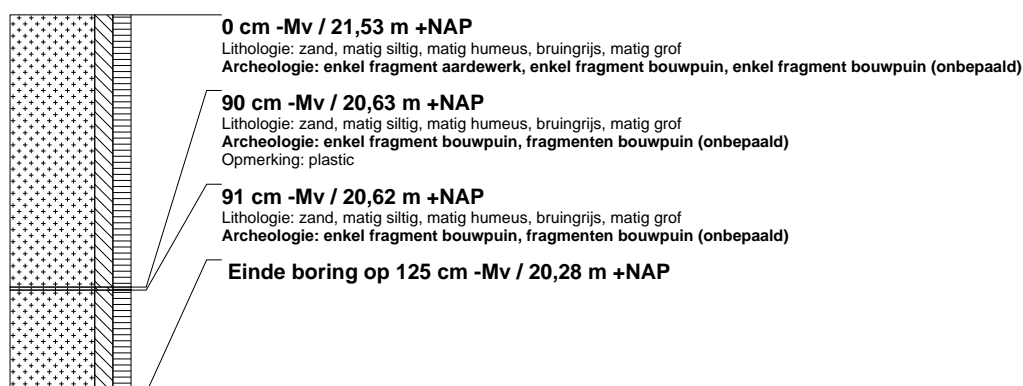 0 cm -Mv / 21,53 m +NAP
Lithologie: zand, matig siltig, matig humeus, bruingrijs, matig grof
Archeologie: enkel fragment aardewerk, enkel fragment bouwpuin, enkel fragment bouwpuin (onbepaald)
90 cm -Mv / 20,63 m +NAP
Lithologie: zand, matig siltig, matig humeus, bruingrijs, matig grof
Archeologie: enkel fragment bouwpuin, fragmenten bouwpuin (onbepaald)
Opmerking: plastic
91 cm -Mv / 20,62 m +NAP
Lithologie: zand, matig siltig, matig humeus, bruingrijs, matig grof
Archeologie: enkel fragment bouwpuin, fragmenten bouwpuin (onbepaald)
Einde boring op 125 cm -Mv / 20,28 m +NAP